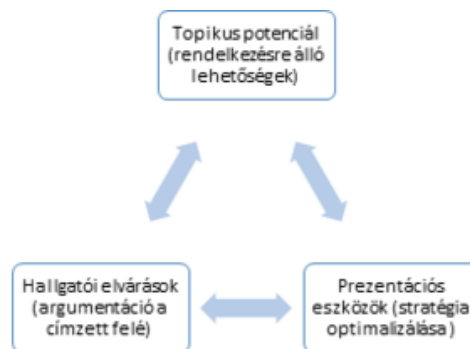 Topikus potenciál
(rendelkezésre álló
lehetőségek)
Hallgatói elvárások
(argumentáció a
címzett felé)
Prezentációs
eszközök (stratégia
optimalizálása)